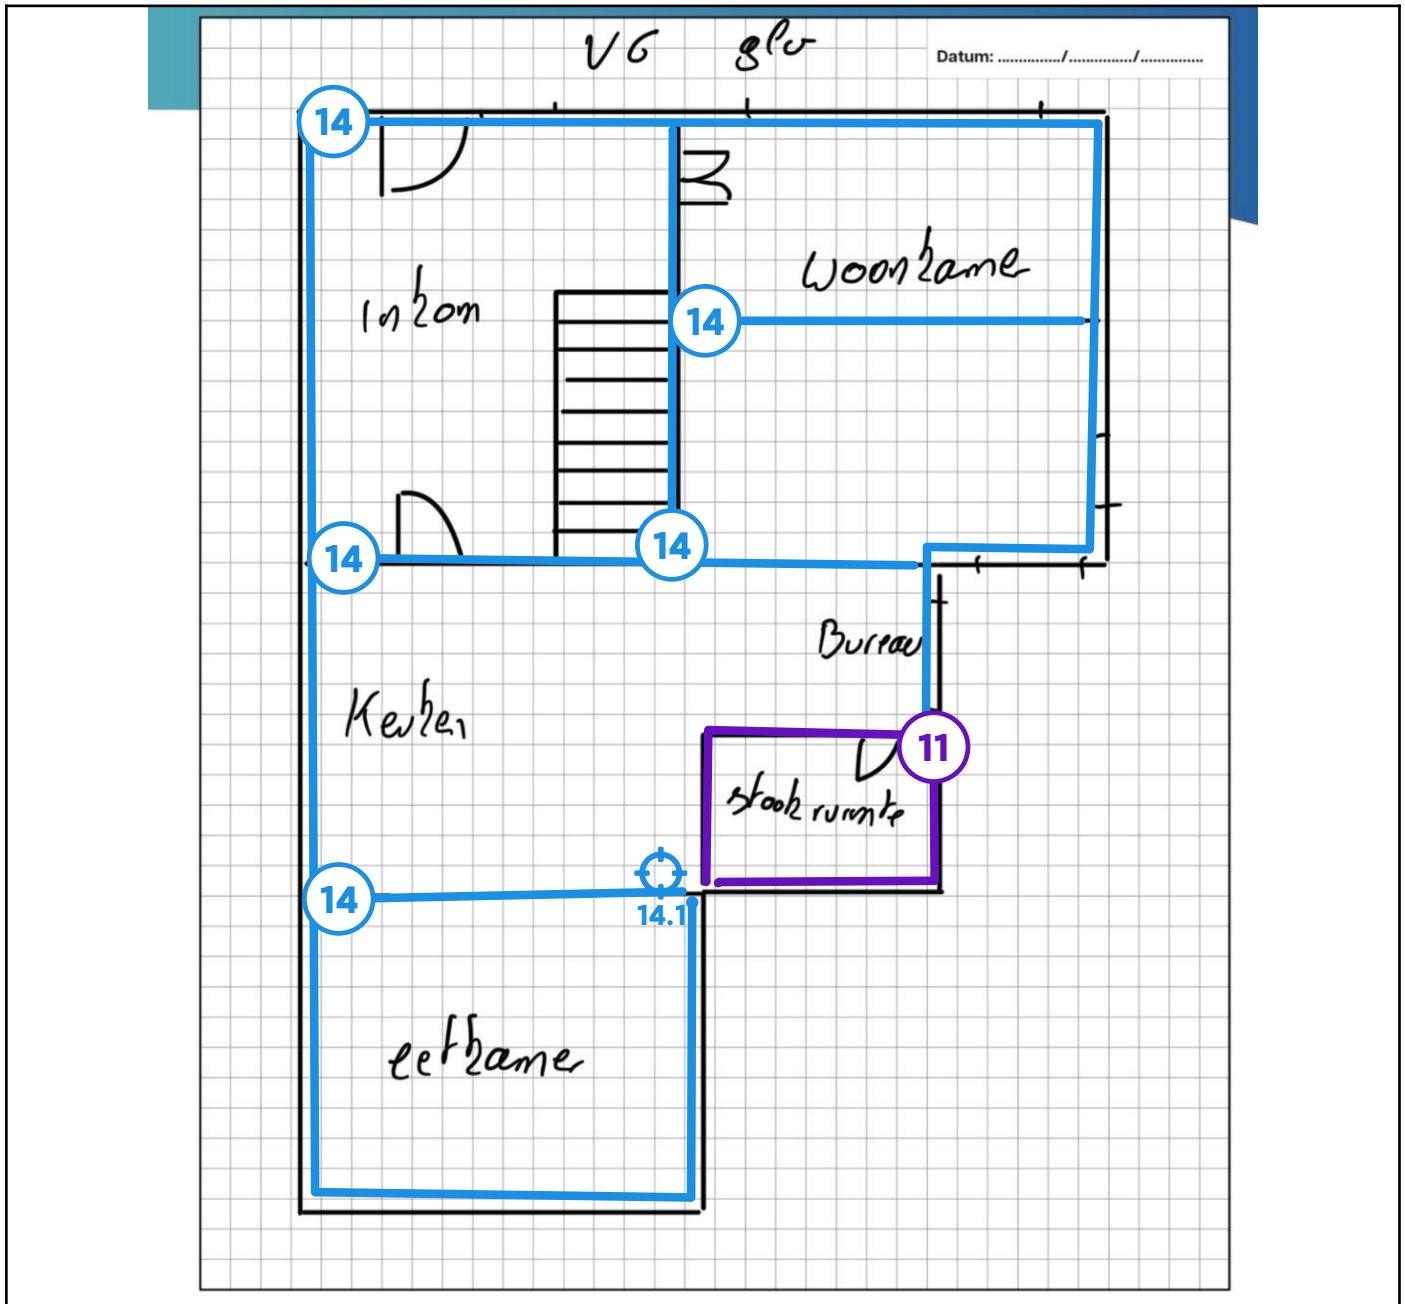 VG glv
Datum: ............../............../..............
14
Inkom
woonkamer
14
14
14
Bureau
Keuken
11
stookruimte
14
14.1
eetkamer